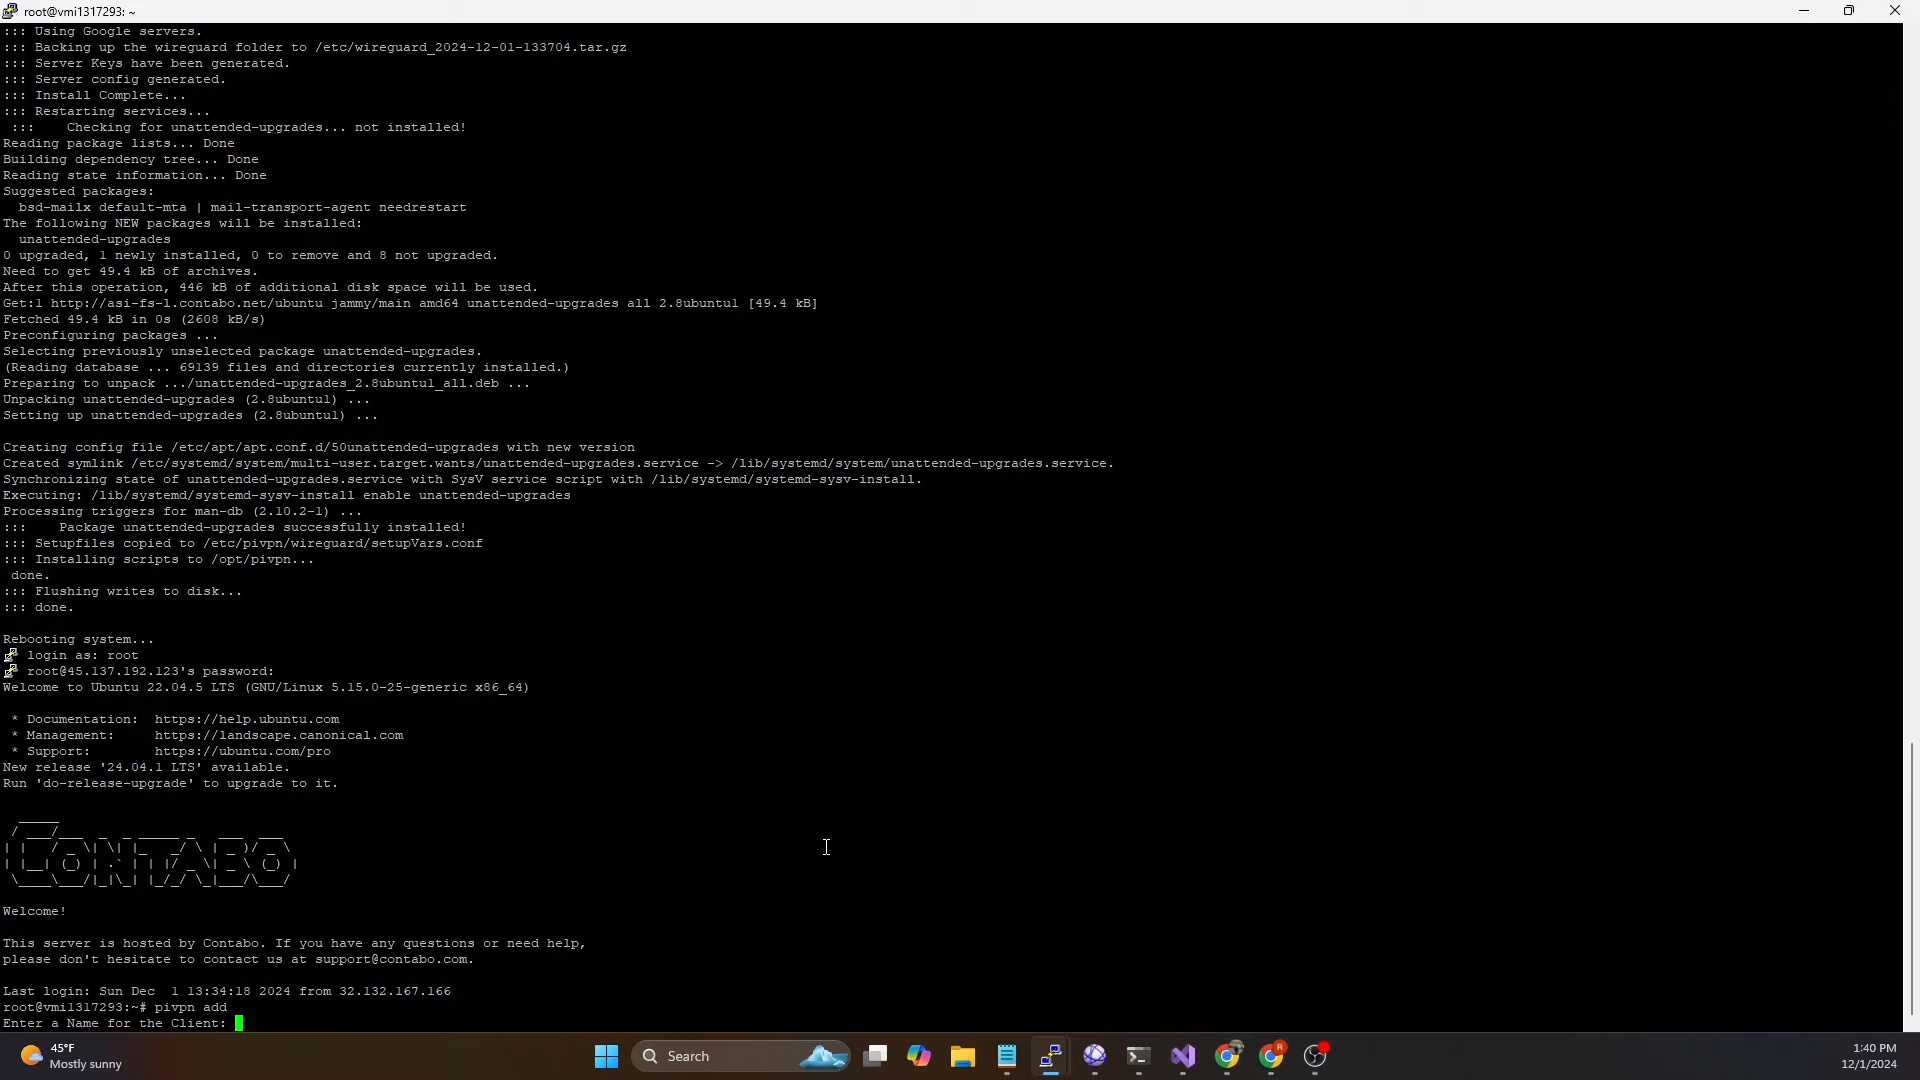 root@vmi1317293: ~
::: Using Google servers.
::: Backing up the wireguard folder to /etc/wireguard_2024-12-01-133704.tar.gz
::: Server Keys have been generated.
::: Server config generated.
::: Install Complete...
::: Restarting services...
:::    Checking for unattended-upgrades... not installed!
Reading package lists... Done
Building dependency tree... Done
Reading state information... Done
Suggested packages:
bsd-mailx default-mta | mail-transport-agent needrestart
The following NEW packages will be installed:
unattended-upgrades
0 upgraded, 1 newly installed, 0 to remove and 8 not upgraded.
Need to get 49.4 kB of archives.
After this operation, 446 kB of additional disk space will be used.
Get:1 http://asi-fs-1.contabo.net/ubuntu jammy/main amd64 unattended-upgrades all 2.8ubuntu1 [49.4 kB]
Fetched 49.4 kB in 0s (2608 kB/s)
Preconfiguring packages ...
Selecting previously unselected package unattended-upgrades.
(Reading database ... 69139 files and directories currently installed.)
Preparing to unpack .../unattended-upgrades_2.8ubuntu1_all.deb ...
Unpacking unattended-upgrades (2.8ubuntu1) ...
Setting up unattended-upgrades (2.8ubuntu1) ...
Creating config file /etc/apt/apt.conf.d/50unattended-upgrades with new version
Created symlink /etc/systemd/system/multi-user.target.wants/unattended-upgrades.service -> /lib/systemd/system/unattended-upgrades.service.
Synchronizing state of unattended-upgrades.service with SysV service script with /lib/systemd/systemd-sysv-install.
Executing: /lib/systemd/systemd-sysv-install enable unattended-upgrades
Processing triggers for man-db (2.10.2-1) ...
:::    Package unattended-upgrades successfully installed!
::: Setupfiles copied to /etc/pivpn/wireguard/setupVars.conf
::: Installing scripts to /opt/pivpn...
done.
::: Flushing writes to disk...
::: done.
Rebooting system...
login as: root
root@45.137.192.123's password:
Welcome to Ubuntu 22.04.5 LTS (GNU/Linux 5.15.0-25-generic x86_64)
* Documentation:  https://help.ubuntu.com
* Management:     https://landscape.canonical.com
* Support:        https://ubuntu.com/pro
New release '24.04.1 LTS' available.
Run 'do-release-upgrade' to upgrade to it.
CONTABO
Welcome!
This server is hosted by Contabo. If you have any questions or need help,
please don't hesitate to contact us at support@contabo.com.
Last login: Sun Dec  1 13:34:18 2024 from 32.132.167.166
root@vmi1317293:~# pivpn add
Enter a Name for the Client:
45°F
Mostly sunny
Search
1:40 PM
12/1/2024